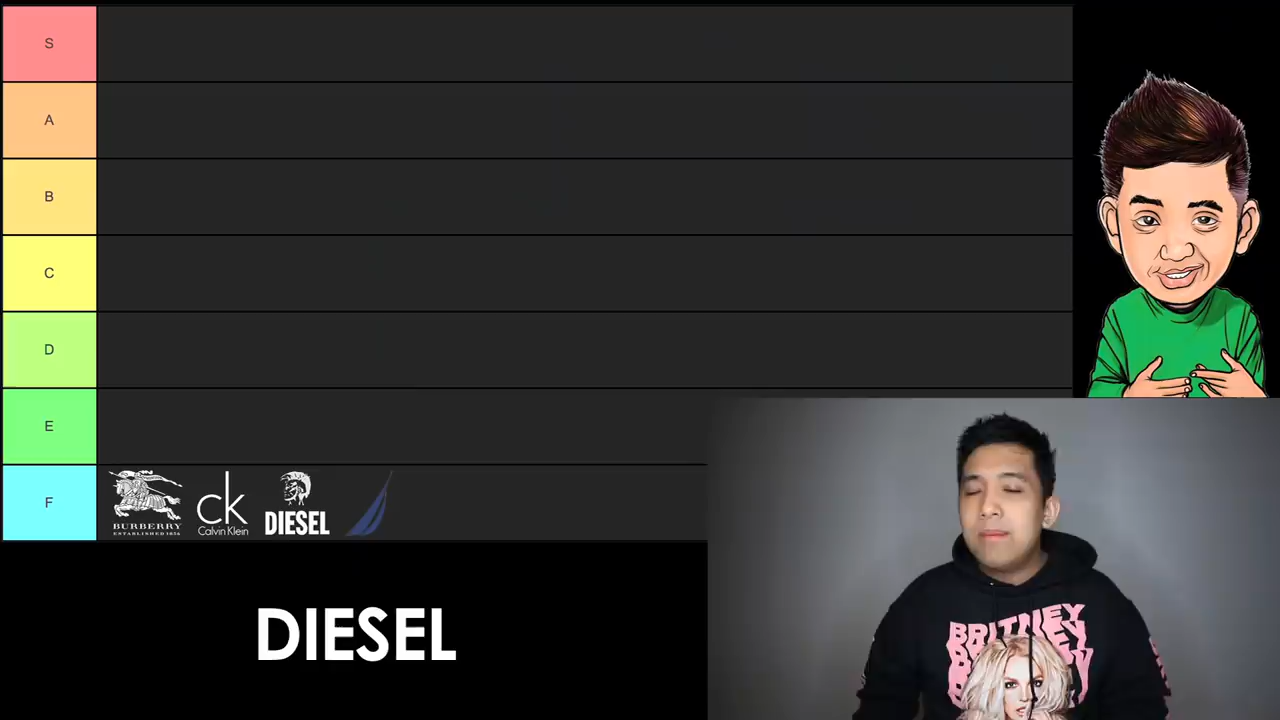 S
A
B
C
D
E
F
BURBERRY
ESTABLISHED 1856
ck
Calvin Klein
DIESEL
DIESEL
BRITNEY